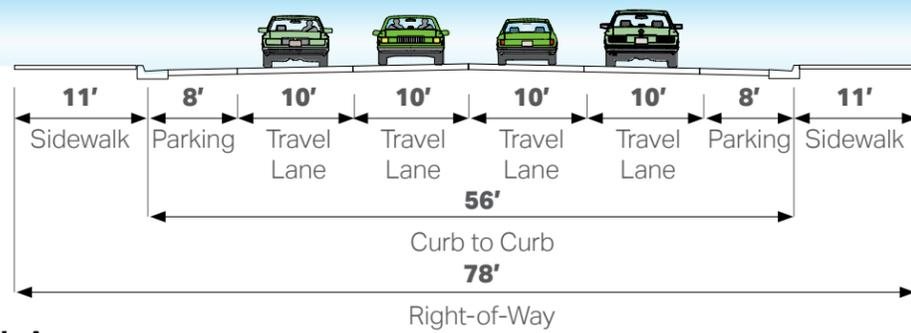 11′ 8′ 10′ 10′ 10′ 10′ 8′ 11′
Sidewalk Parking Travel Lane Travel Lane Travel Lane Travel Lane Parking Sidewalk
56′
Curb to Curb
78′
Right-of-Way